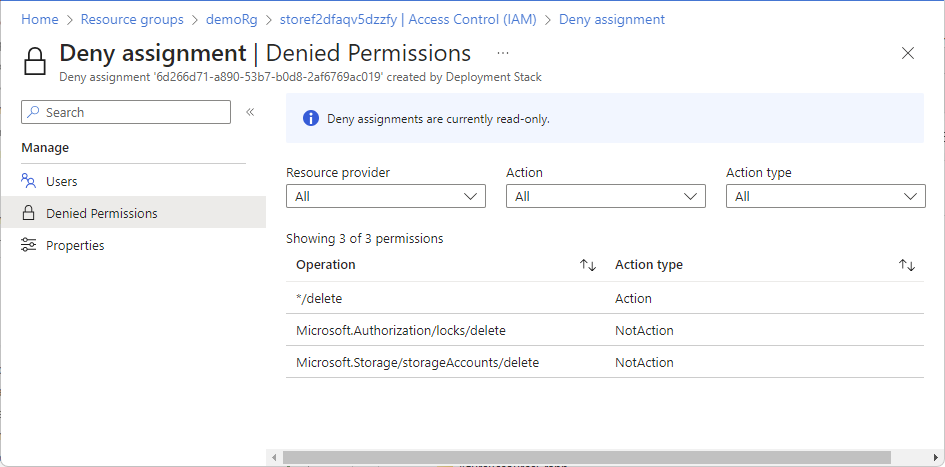 Home > Resource groups > demoRg > storef2dfaqv5dzzfy | Access Control (IAM) > Deny assignment
Deny assignment | Denied Permissions ...
Deny assignment '6d266d71-a890-53b7-b0d8-2af6769ac019' created by Deployment Stack
Search «
Manage
Users
Denied Permissions
Properties
Deny assignments are currently read-only.
Resource provider Action Action type
All All All
Showing 3 of 3 permissions
Operation Action type
*/delete Action
Microsoft.Authorization/locks/delete NotAction
Microsoft.Storage/storageAccounts/delete NotAction